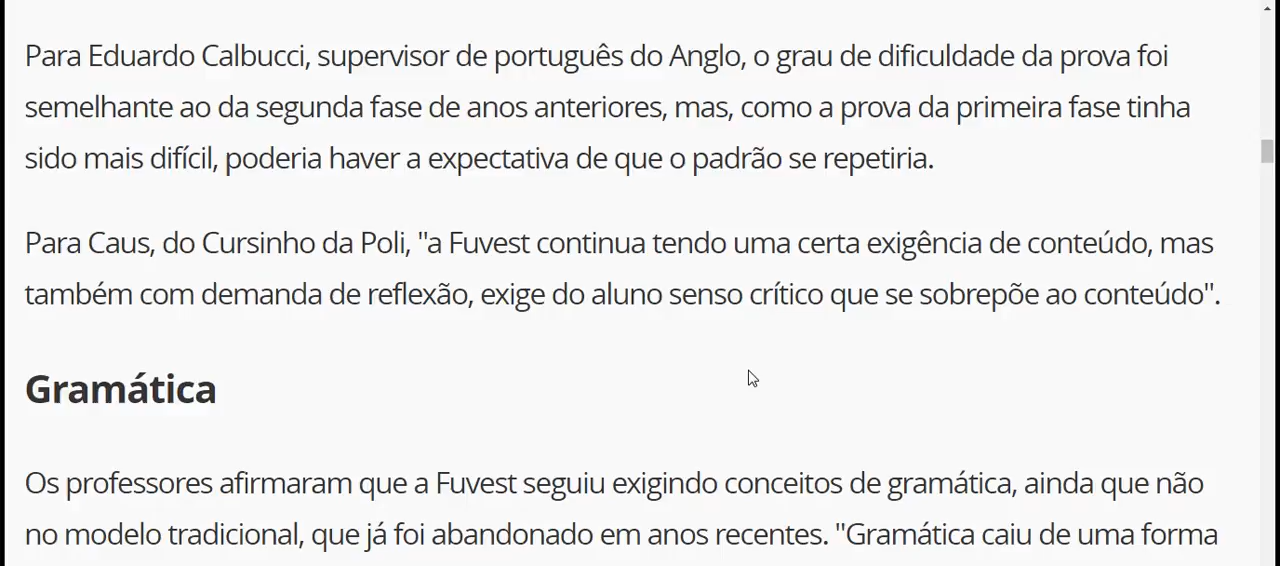 Para Eduardo Calbucci, supervisor de português do Anglo, o grau de dificuldade da prova foi
semelhante ao da segunda fase de anos anteriores, mas, como a prova da primeira fase tinha
sido mais difícil, poderia haver a expectativa de que o padrão se repetiria.
Para Caus, do Cursinho da Poli, "a Fuvest continua tendo uma certa exigência de conteúdo, mas
também com demanda de reflexão, exige do aluno senso crítico que se sobrepõe ao conteúdo".
Gramática
Os professores afirmaram que a Fuvest seguiu exigindo conceitos de gramática, ainda que não
no modelo tradicional, que já foi abandonado em anos recentes. "Gramática caiu de uma forma